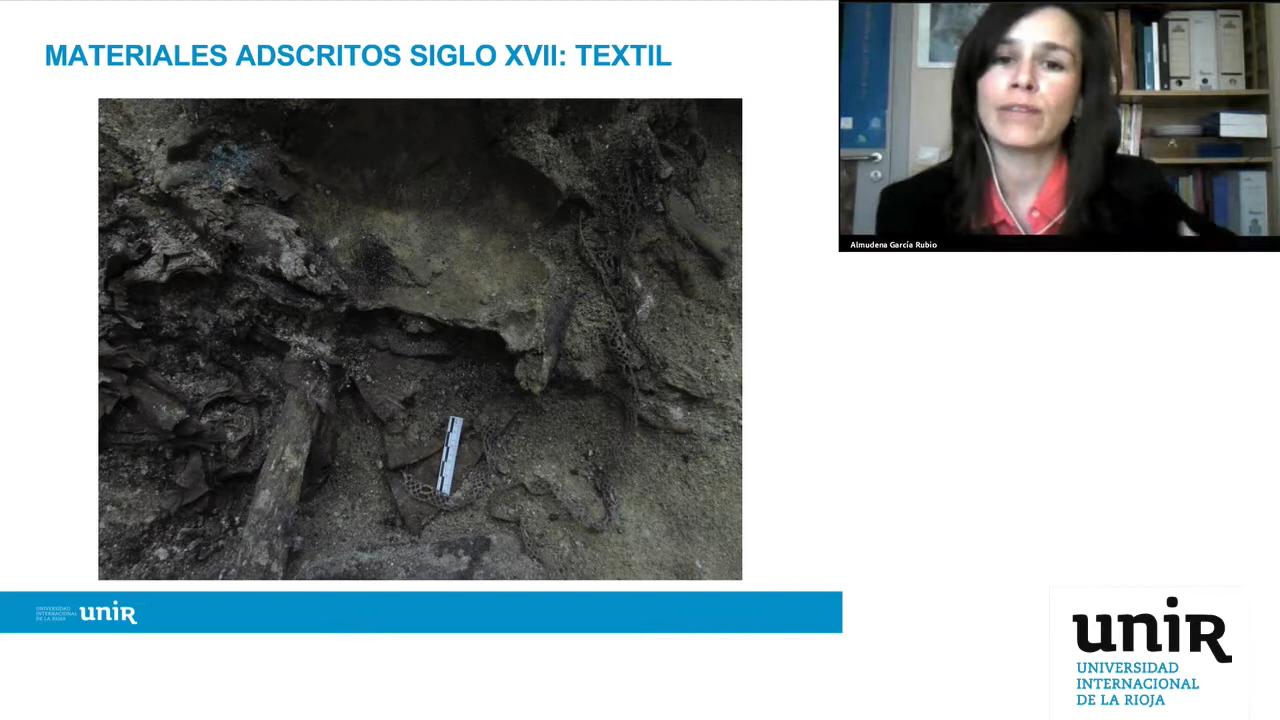 MATERIALES ADSCRITOS SIGLO XVII: TEXTIL
Almudena García Rubio
UNIVERSIDAD
INTERNACIONAL
DE LA RIOJA
unir
unir
UNIVERSIDAD
INTERNACIONAL
DE LA RIOJA